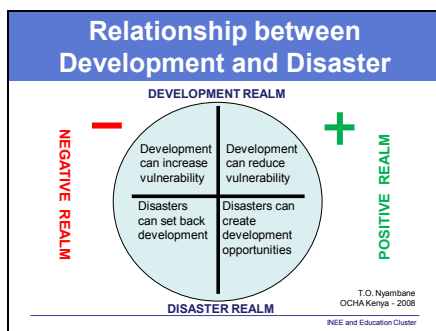 Relationship between
Development and Disaster
DEVELOPMENT REALM
−
+
NEGATIVE REALM
Development
can increase
vulnerability
Development
can reduce
vulnerability
Disasters
can set back
development
Disasters can
create
development
opportunities
POSITIVE REALM
DISASTER REALM
T.O. Nyambane
OCHA Kenya - 2008
INEE and Education Cluster